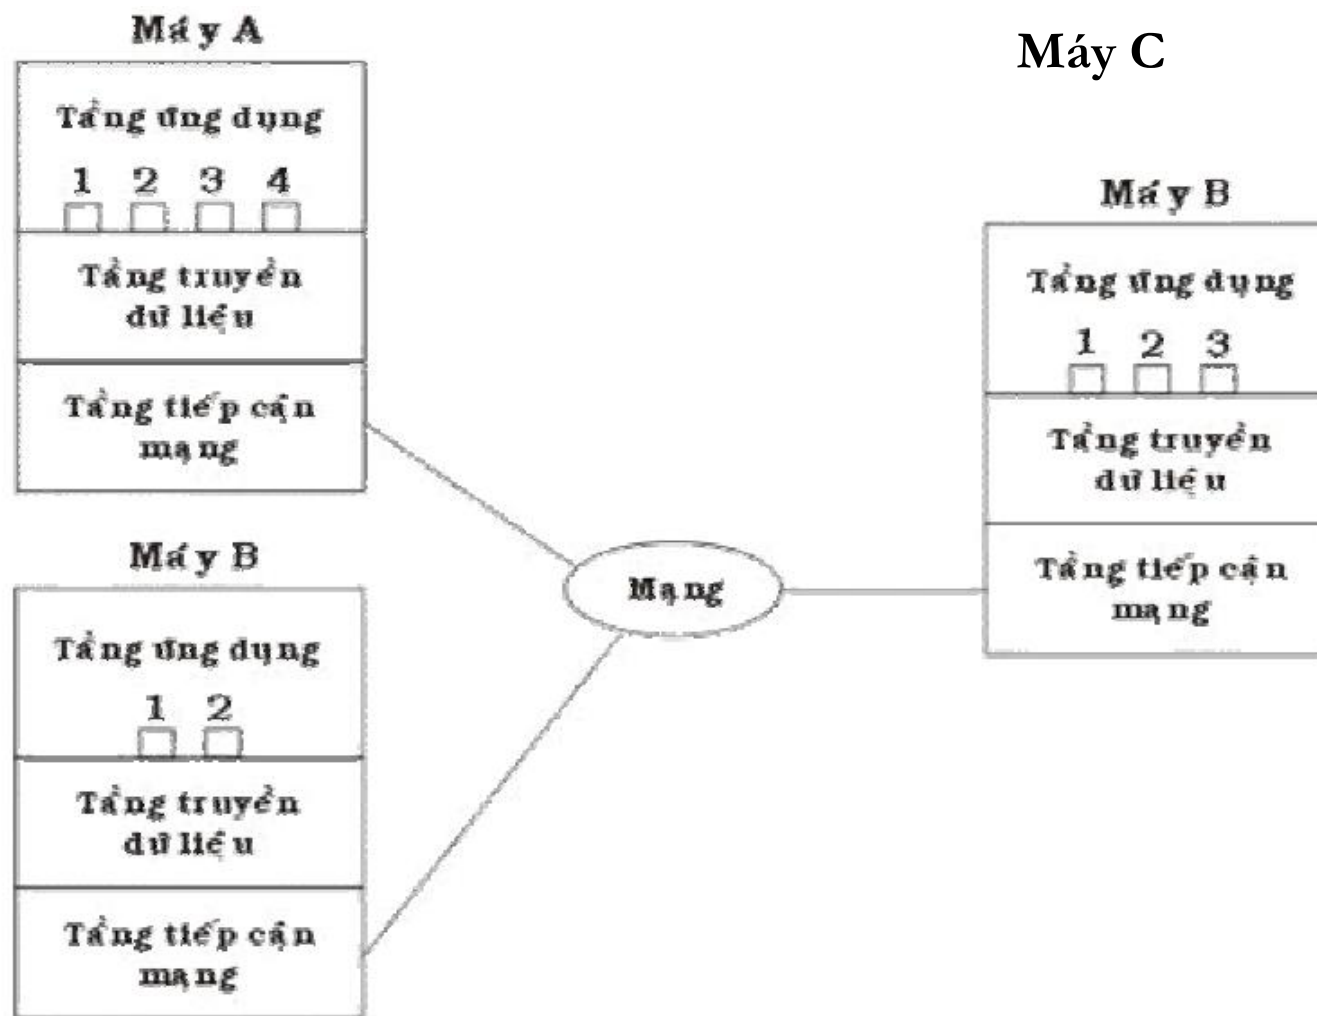 Máy A
Tầng ứng dụng
1 2 3 4
Tầng truyền
dữ liệu
Tầng tiếp cận
mạng
Máy B
Tầng ứng dụng
1 2
Tầng truyền
dữ liệu
Tầng tiếp cận
mạng
Mạng
Máy C
Máy B
Tầng ứng dụng
1 2 3
Tầng truyền
dữ liệu
Tầng tiếp cận
mạng